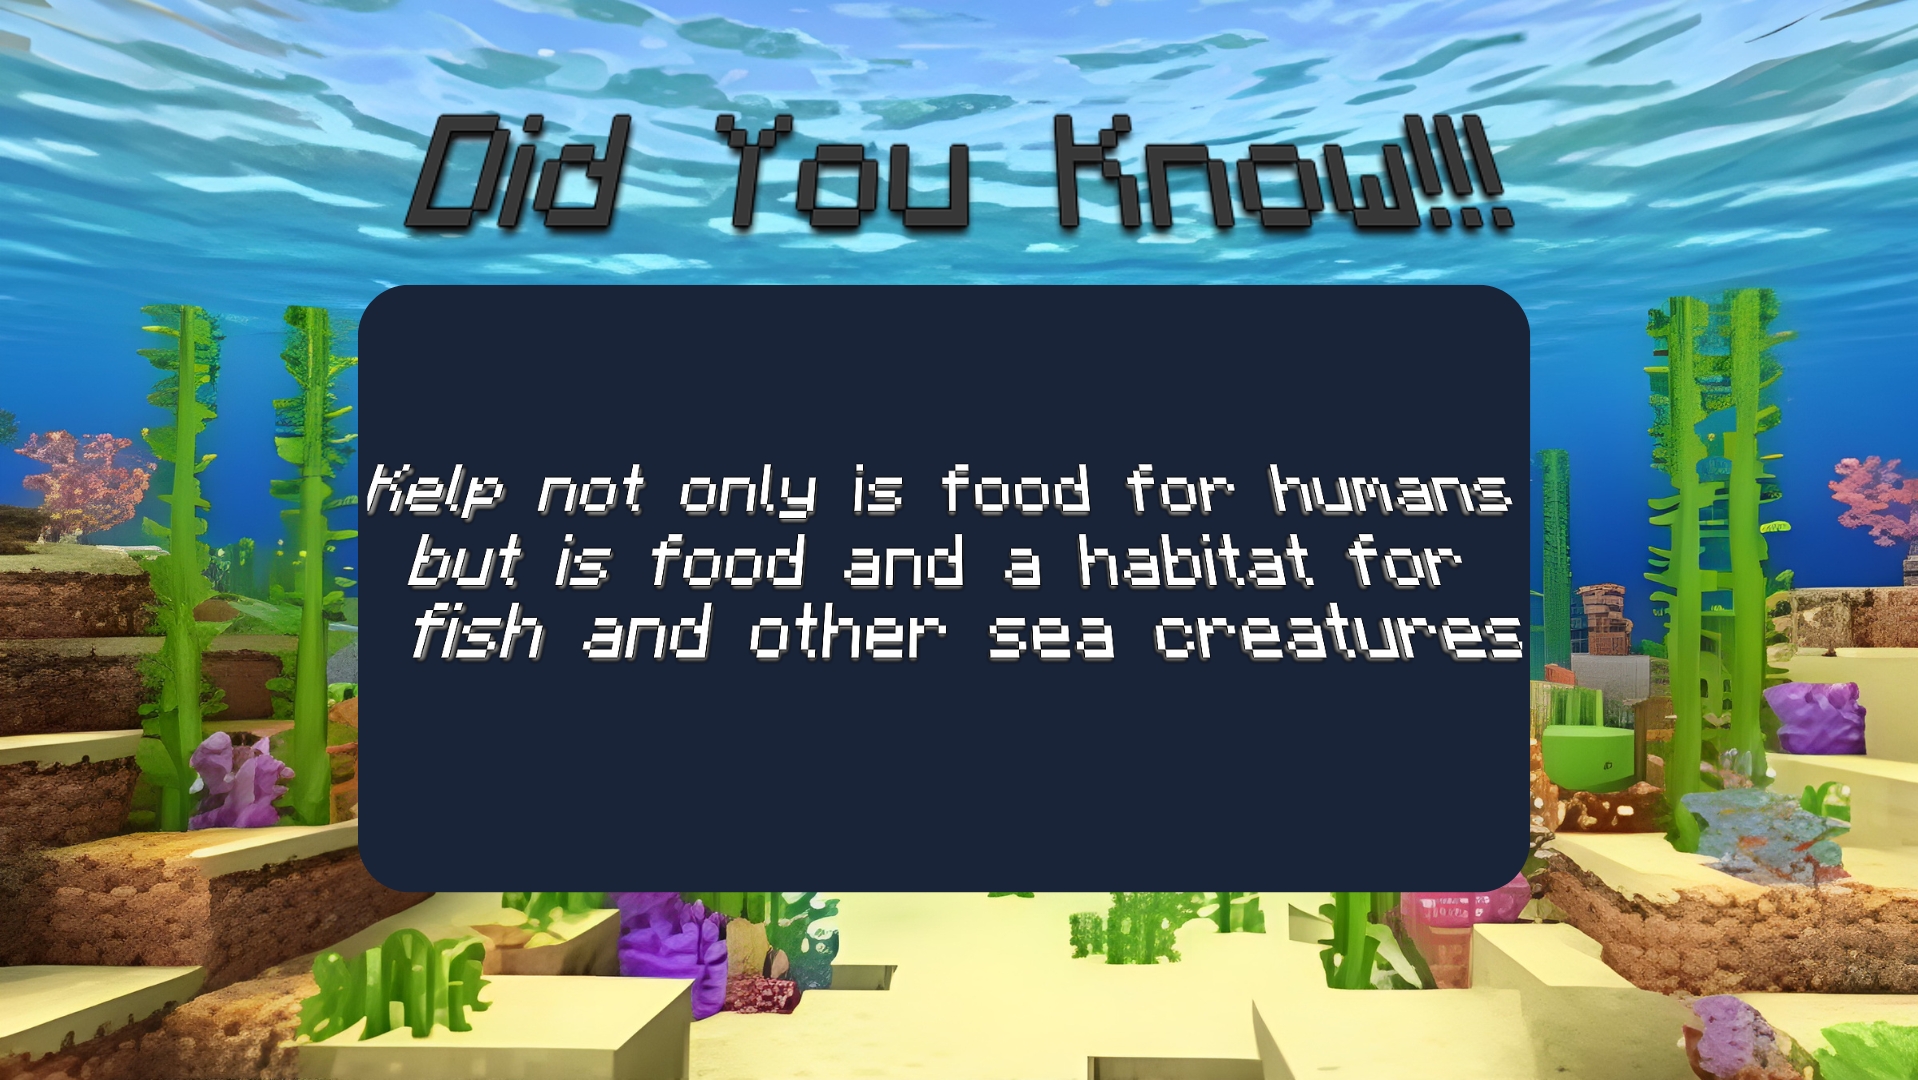 Did You Know!!!
Kelp not only is food for humans
but is food and a habitat for
fish and other sea creatures